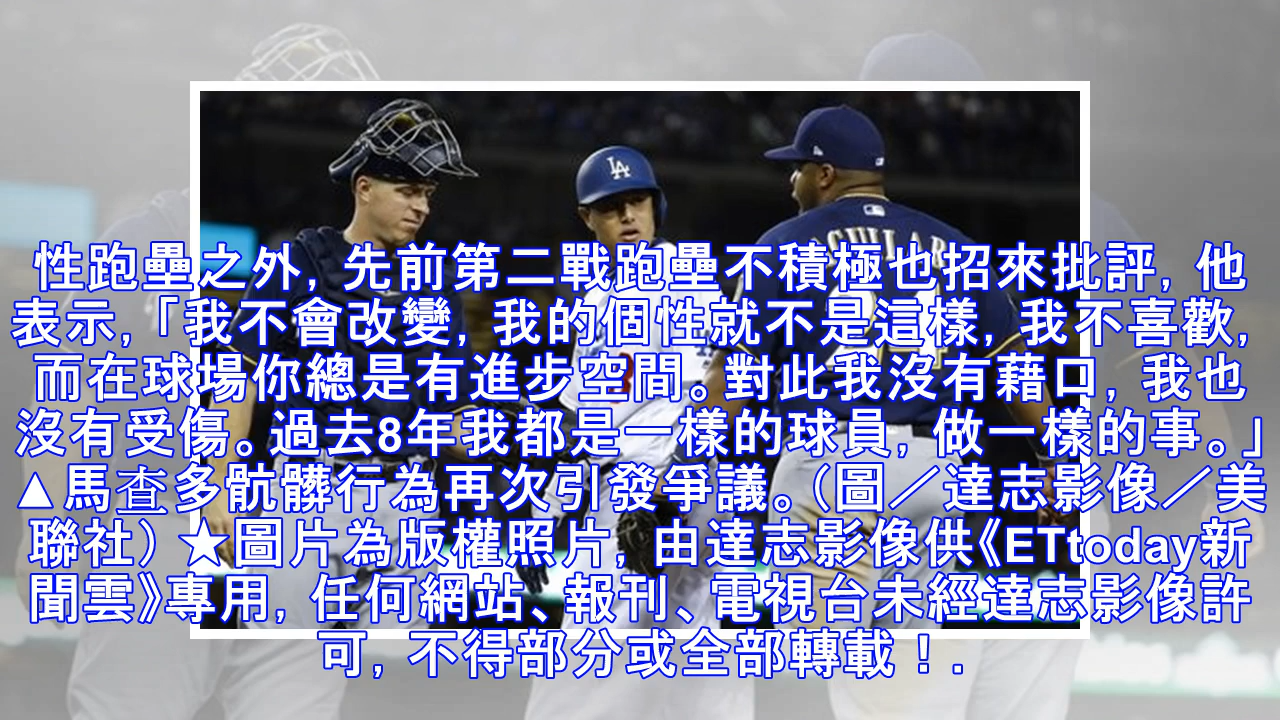 性跑壘之外, 先前第二戰跑壘不積極也招來批評, 他
表示,「我不會改變, 我的個性就不是這樣, 我不喜歡,
而在球場你總是有進步空間。對此我沒有藉口, 我也
沒有受傷。過去8年我都是一樣的球員, 做一樣的事。」
▲馬查多骯髒行為再次引發爭議。(圖／達志影像／美
聯社) ★圖片為版權照片, 由達志影像供《ETtoday新
聞雲》專用, 任何網站、報刊、電視台未經達志影像許
可, 不得部分或全部轉載！.
LA